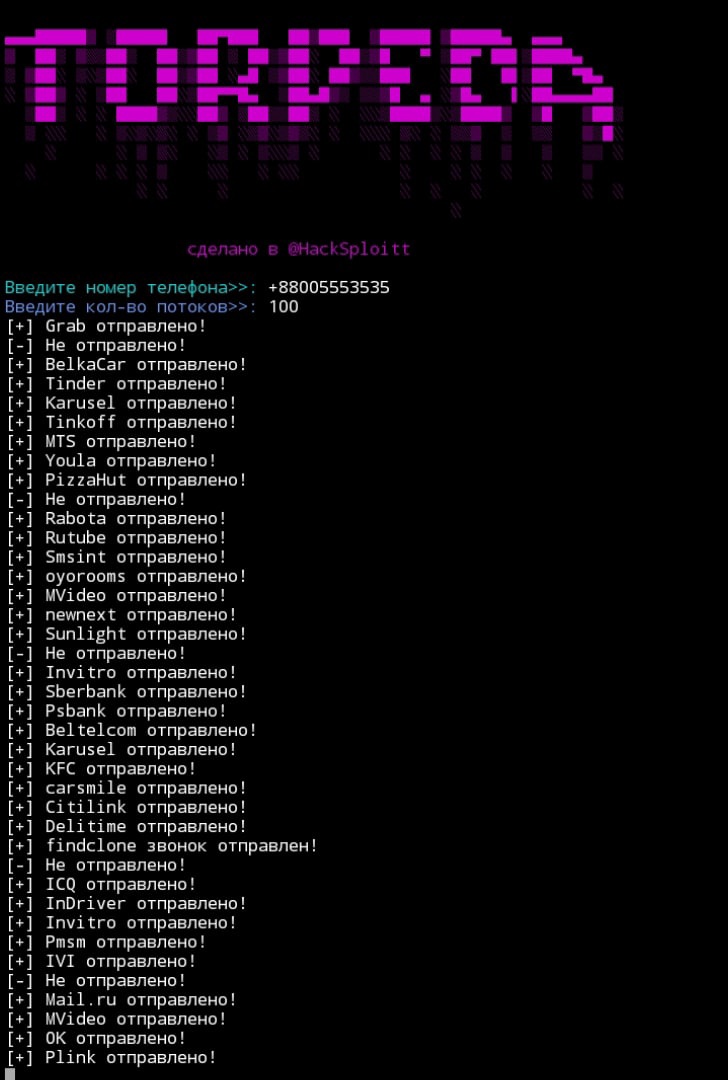 TORPEDA
сделано в @HackSploitt
Введите номер телефона>>: +88005553535
Введите кол-во потоков>>: 100
[+] Grab отправлено!
[-] Не отправлено!
[+] BelkaCar отправлено!
[+] Tinder отправлено!
[+] Karusel отправлено!
[+] Tinkoff отправлено!
[+] MTS отправлено!
[+] Youla отправлено!
[+] PizzaHut отправлено!
[-] Не отправлено!
[+] Rabota отправлено!
[+] Rutube отправлено!
[+] Smsint отправлено!
[+] oyorooms отправлено!
[+] MVideo отправлено!
[+] newnext отправлено!
[+] Sunlight отправлено!
[-] Не отправлено!
[+] Invitro отправлено!
[+] Sberbank отправлено!
[+] Psbank отправлено!
[+] Beltelcom отправлено!
[+] Karusel отправлено!
[+] KFC отправлено!
[+] carsmile отправлено!
[+] Citilink отправлено!
[+] Delitime отправлено!
[+] findclone звонок отправлен!
[-] Не отправлено!
[+] ICQ отправлено!
[+] InDriver отправлено!
[+] Invitro отправлено!
[+] Pmsm отправлено!
[+] IVI отправлено!
[-] Не отправлено!
[+] Mail.ru отправлено!
[+] MVideo отправлено!
[+] OK отправлено!
[+] Plink отправлено!